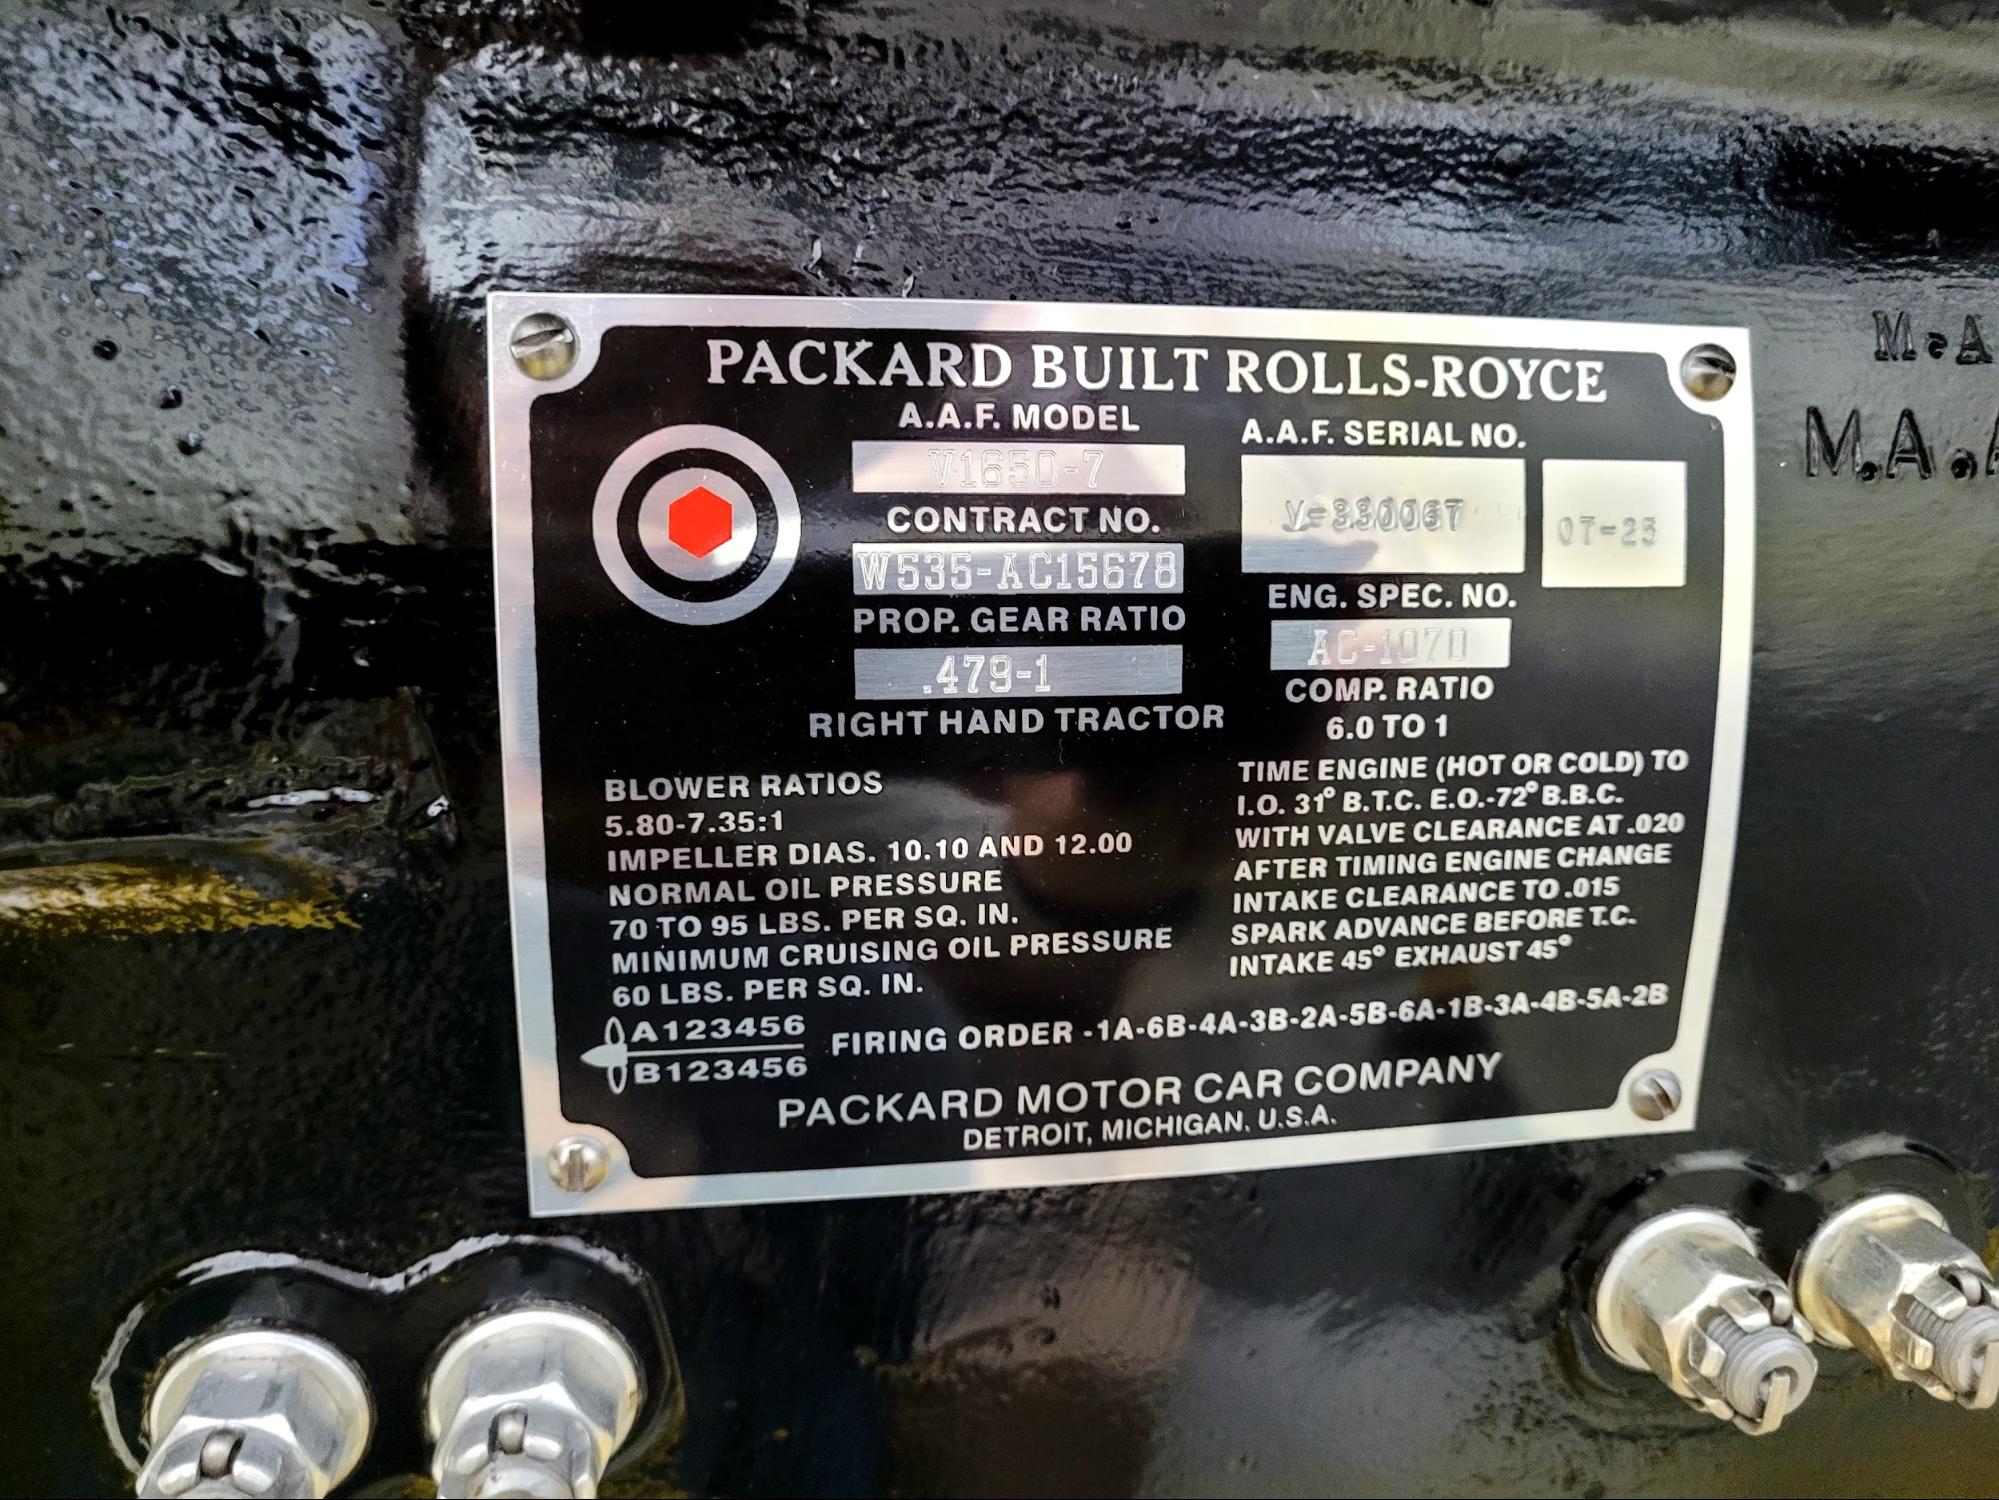 PACKARD BUILT ROLLS-ROYCE
A.A.F. MODEL
V1650-7
A.A.F. SERIAL NO.
V-330067
07-25
CONTRACT NO.
W535-AC15678
ENG. SPEC. NO.
AC-1070
PROP. GEAR RATIO
.479-1
COMP. RATIO
6.0 TO 1
RIGHT HAND TRACTOR
BLOWER RATIOS
5.80-7.35:1
IMPELLER DIAS. 10.10 AND 12.00
NORMAL OIL PRESSURE
70 TO 95 LBS. PER SQ. IN.
MINIMUM CRUISING OIL PRESSURE
60 LBS. PER SQ. IN.
TIME ENGINE (HOT OR COLD) TO
I.O. 31° B.T.C. E.O.-72° B.B.C.
WITH VALVE CLEARANCE AT .020
AFTER TIMING ENGINE CHANGE
INTAKE CLEARANCE TO .015
SPARK ADVANCE BEFORE T.C.
INTAKE 45° EXHAUST 45°
A123456
B123456
FIRING ORDER -1A-6B-4A-3B-2A-5B-6A-1B-3A-4B-5A-2B
PACKARD MOTOR CAR COMPANY
DETROIT, MICHIGAN, U.S.A.